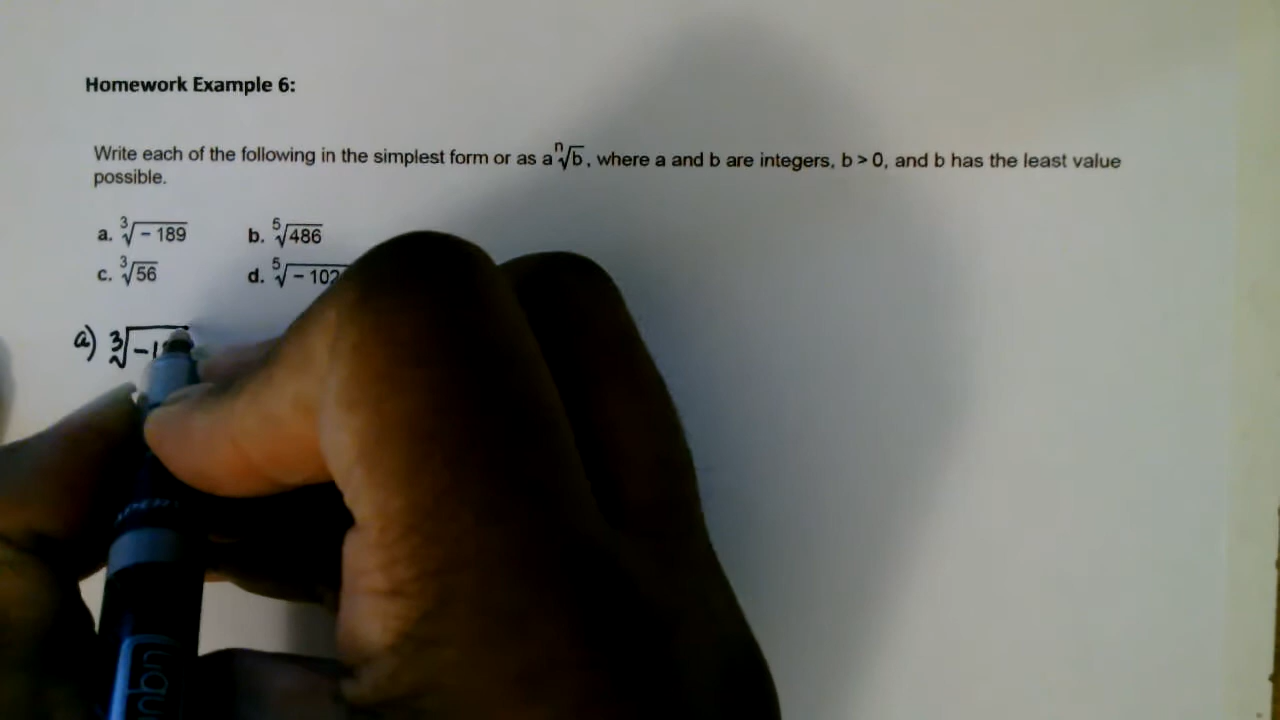 Homework Example 6:
Write each of the following in the simplest form or as a ⁿ√b, where a and b are integers, b > 0, and b has the least value
possible.
a. ³√-189 b. ⁵√486
c. ³√56 d. ⁵√-102
a) ³√-1